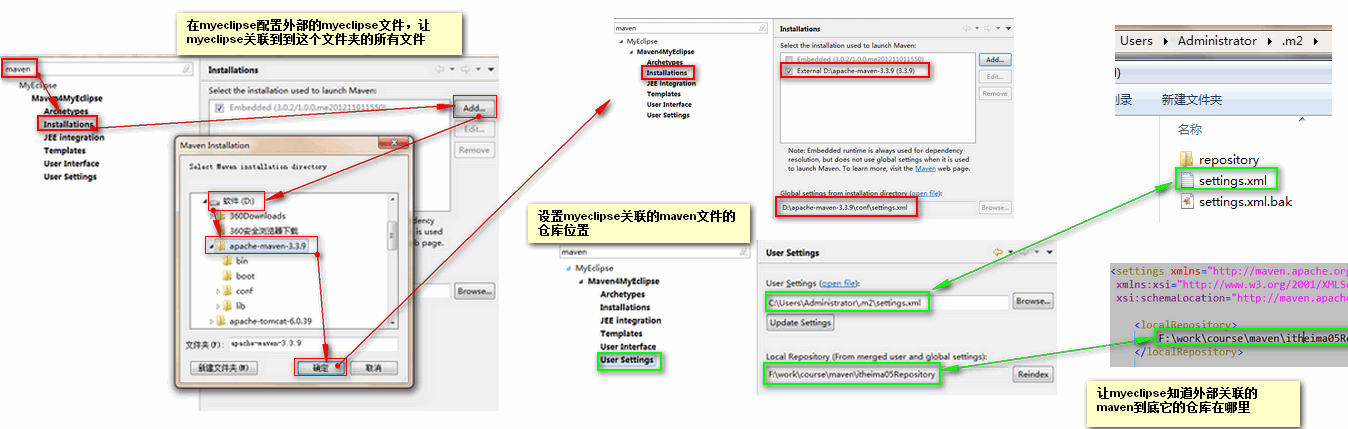 在myeclipse配置外部的myeclipse文件，让
myeclipse关联到到这个文件夹的所有文件
maven
MyEclipse
Maven4MyEclipse
Archetypes
Installations
JEE integration
Templates
User Interface
User Settings
Installations
Select the installation used to launch Maven:
Embedded (3.0.2/1.0.0.me201211011550)
Add...
Edit...
Remove
Maven Installation
Select Maven installation directory
软件 (D:)
360Downloads
360安全浏览器下载
apache-maven-3.3.9
bin
boot
conf
lib
apache-tomcat-6.0.39
文件夹(F): apache-maven-3.3.9
新建文件夹(M) 确定 取消
dependency
is used
web page.
Browse...
maven
MyEclipse
Maven4MyEclipse
Archetypes
Installations
JEE integration
Templates
User Interface
User Settings
Installations
Select the installation used to launch Maven:
Embedded (3.0.2/1.0.0.me201211011550)
External D:\apache-maven-3.3.9 (3.3.9)
Add...
Edit...
Remove
Note: Embedded runtime is always used for dependency
resolution, but does not use global settings when it is used
to launch Maven. To learn more, visit the Maven web page.
Global settings from installation directory (open file):
D:\apache-maven-3.3.9\conf\settings.xml
Browse...
设置myeclipse关联的maven文件的
仓库位置
maven
MyEclipse
Maven4MyEclipse
Archetypes
Installations
JEE integration
Templates
User Interface
User Settings
User Settings
User Settings (open file):
C:\Users\Administrator\.m2\settings.xml
Browse...
Update Settings
Local Repository (From merged user and global settings):
F:\work\course\maven\itheima05Repository
Reindex
Users Administrator .m2
录 新建文件夹
名称
repository
settings.xml
settings.xml.bak
<settings xmlns="http://maven.apache.org
xmlns:xsi="http://www.w3.org/2001/XMLSc
xsi:schemaLocation="http://maven.apach
<localRepository>
F:\work\course\maven\itheima05Re
</localRepository>
让myeclipse知道外部关联的
maven到底它的仓库在哪里